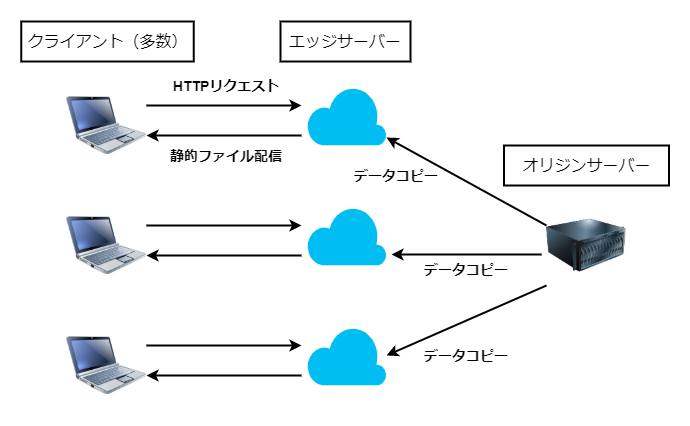 クライアント（多数）
エッジサーバー
HTTPリクエスト
静的ファイル配信
オリジンサーバー
データコピー
データコピー
データコピー